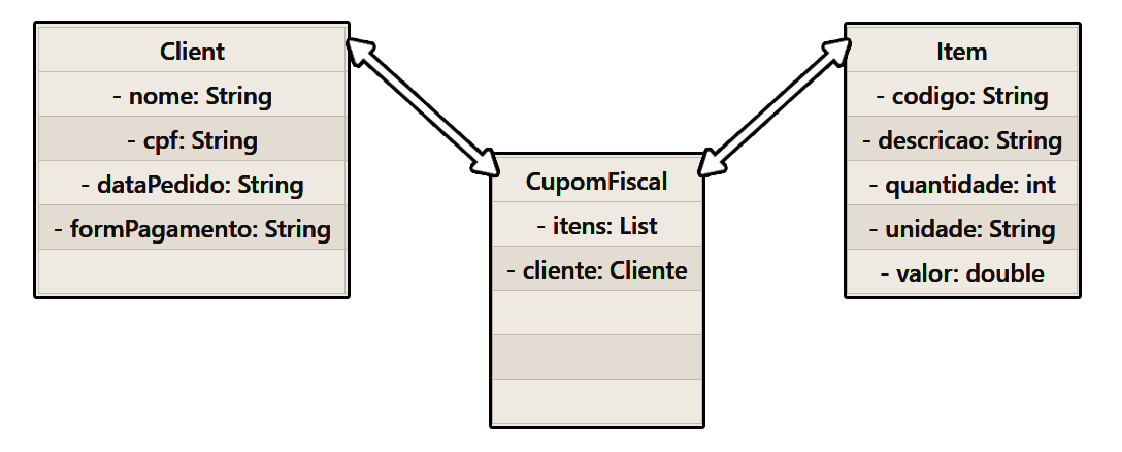 Client
- nome: String
- cpf: String
- dataPedido: String
- formPagamento: String
CupomFiscal
- itens: List
- cliente: Cliente
Item
- codigo: String
- descricao: String
- quantidade: int
- unidade: String
- valor: double